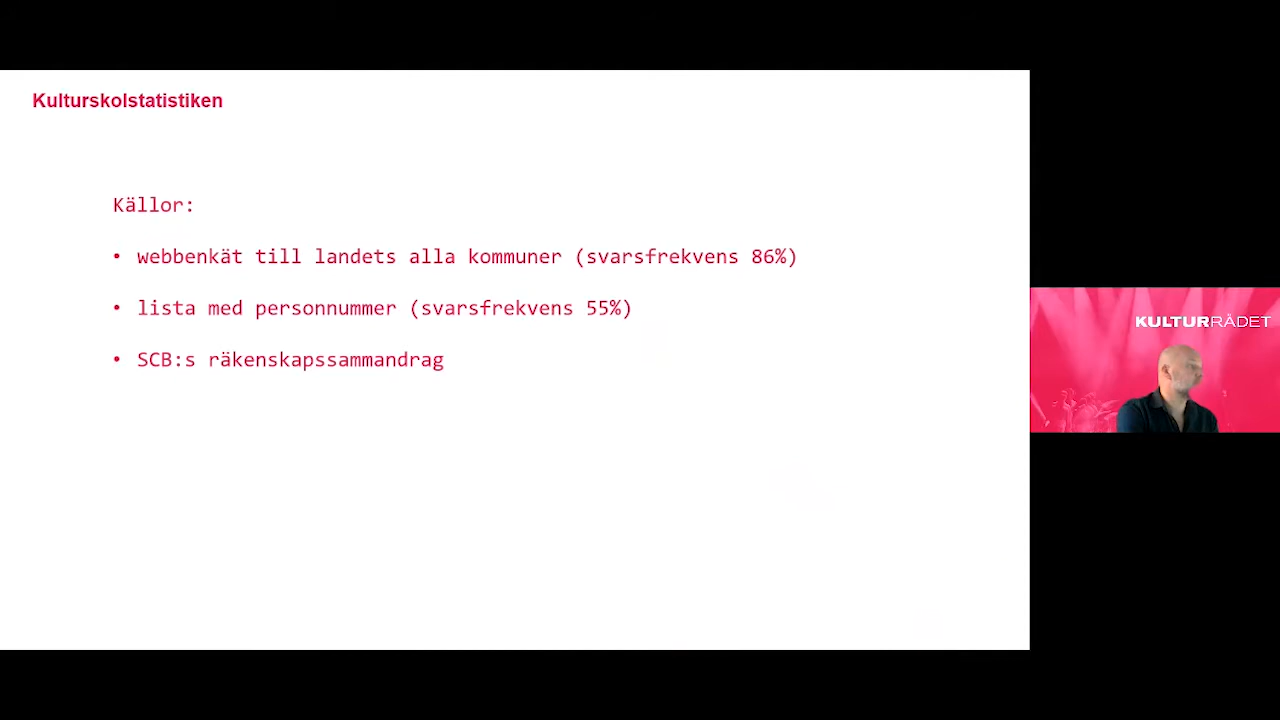 Kulturskolstatistiken
Källor:
• webbenkät till landets alla kommuner (svarsfrekvens 86%)
• lista med personnummer (svarsfrekvens 55%)
• SCB:s räkenskapssammandrag
KULTURRÅDET